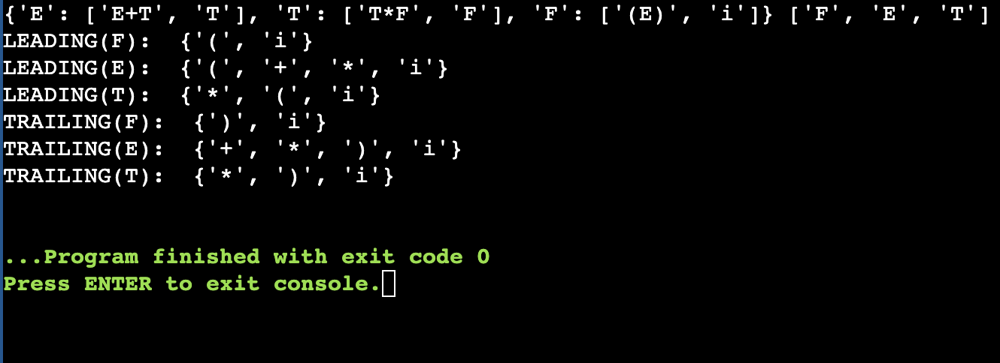 {'E': ['E+T', 'T'], 'T': ['T*F', 'F'], 'F': ['(E)', 'i']} ['F', 'E', 'T']
LEADING(F):  {'(', 'i'}
LEADING(E):  {'(', '+', '*', 'i'}
LEADING(T):  {'*', '(', 'i'}
TRAILING(F):  {')', 'i'}
TRAILING(E):  {'+', '*', ')', 'i'}
TRAILING(T):  {'*', ')', 'i'}
...Program finished with exit code 0
Press ENTER to exit console.